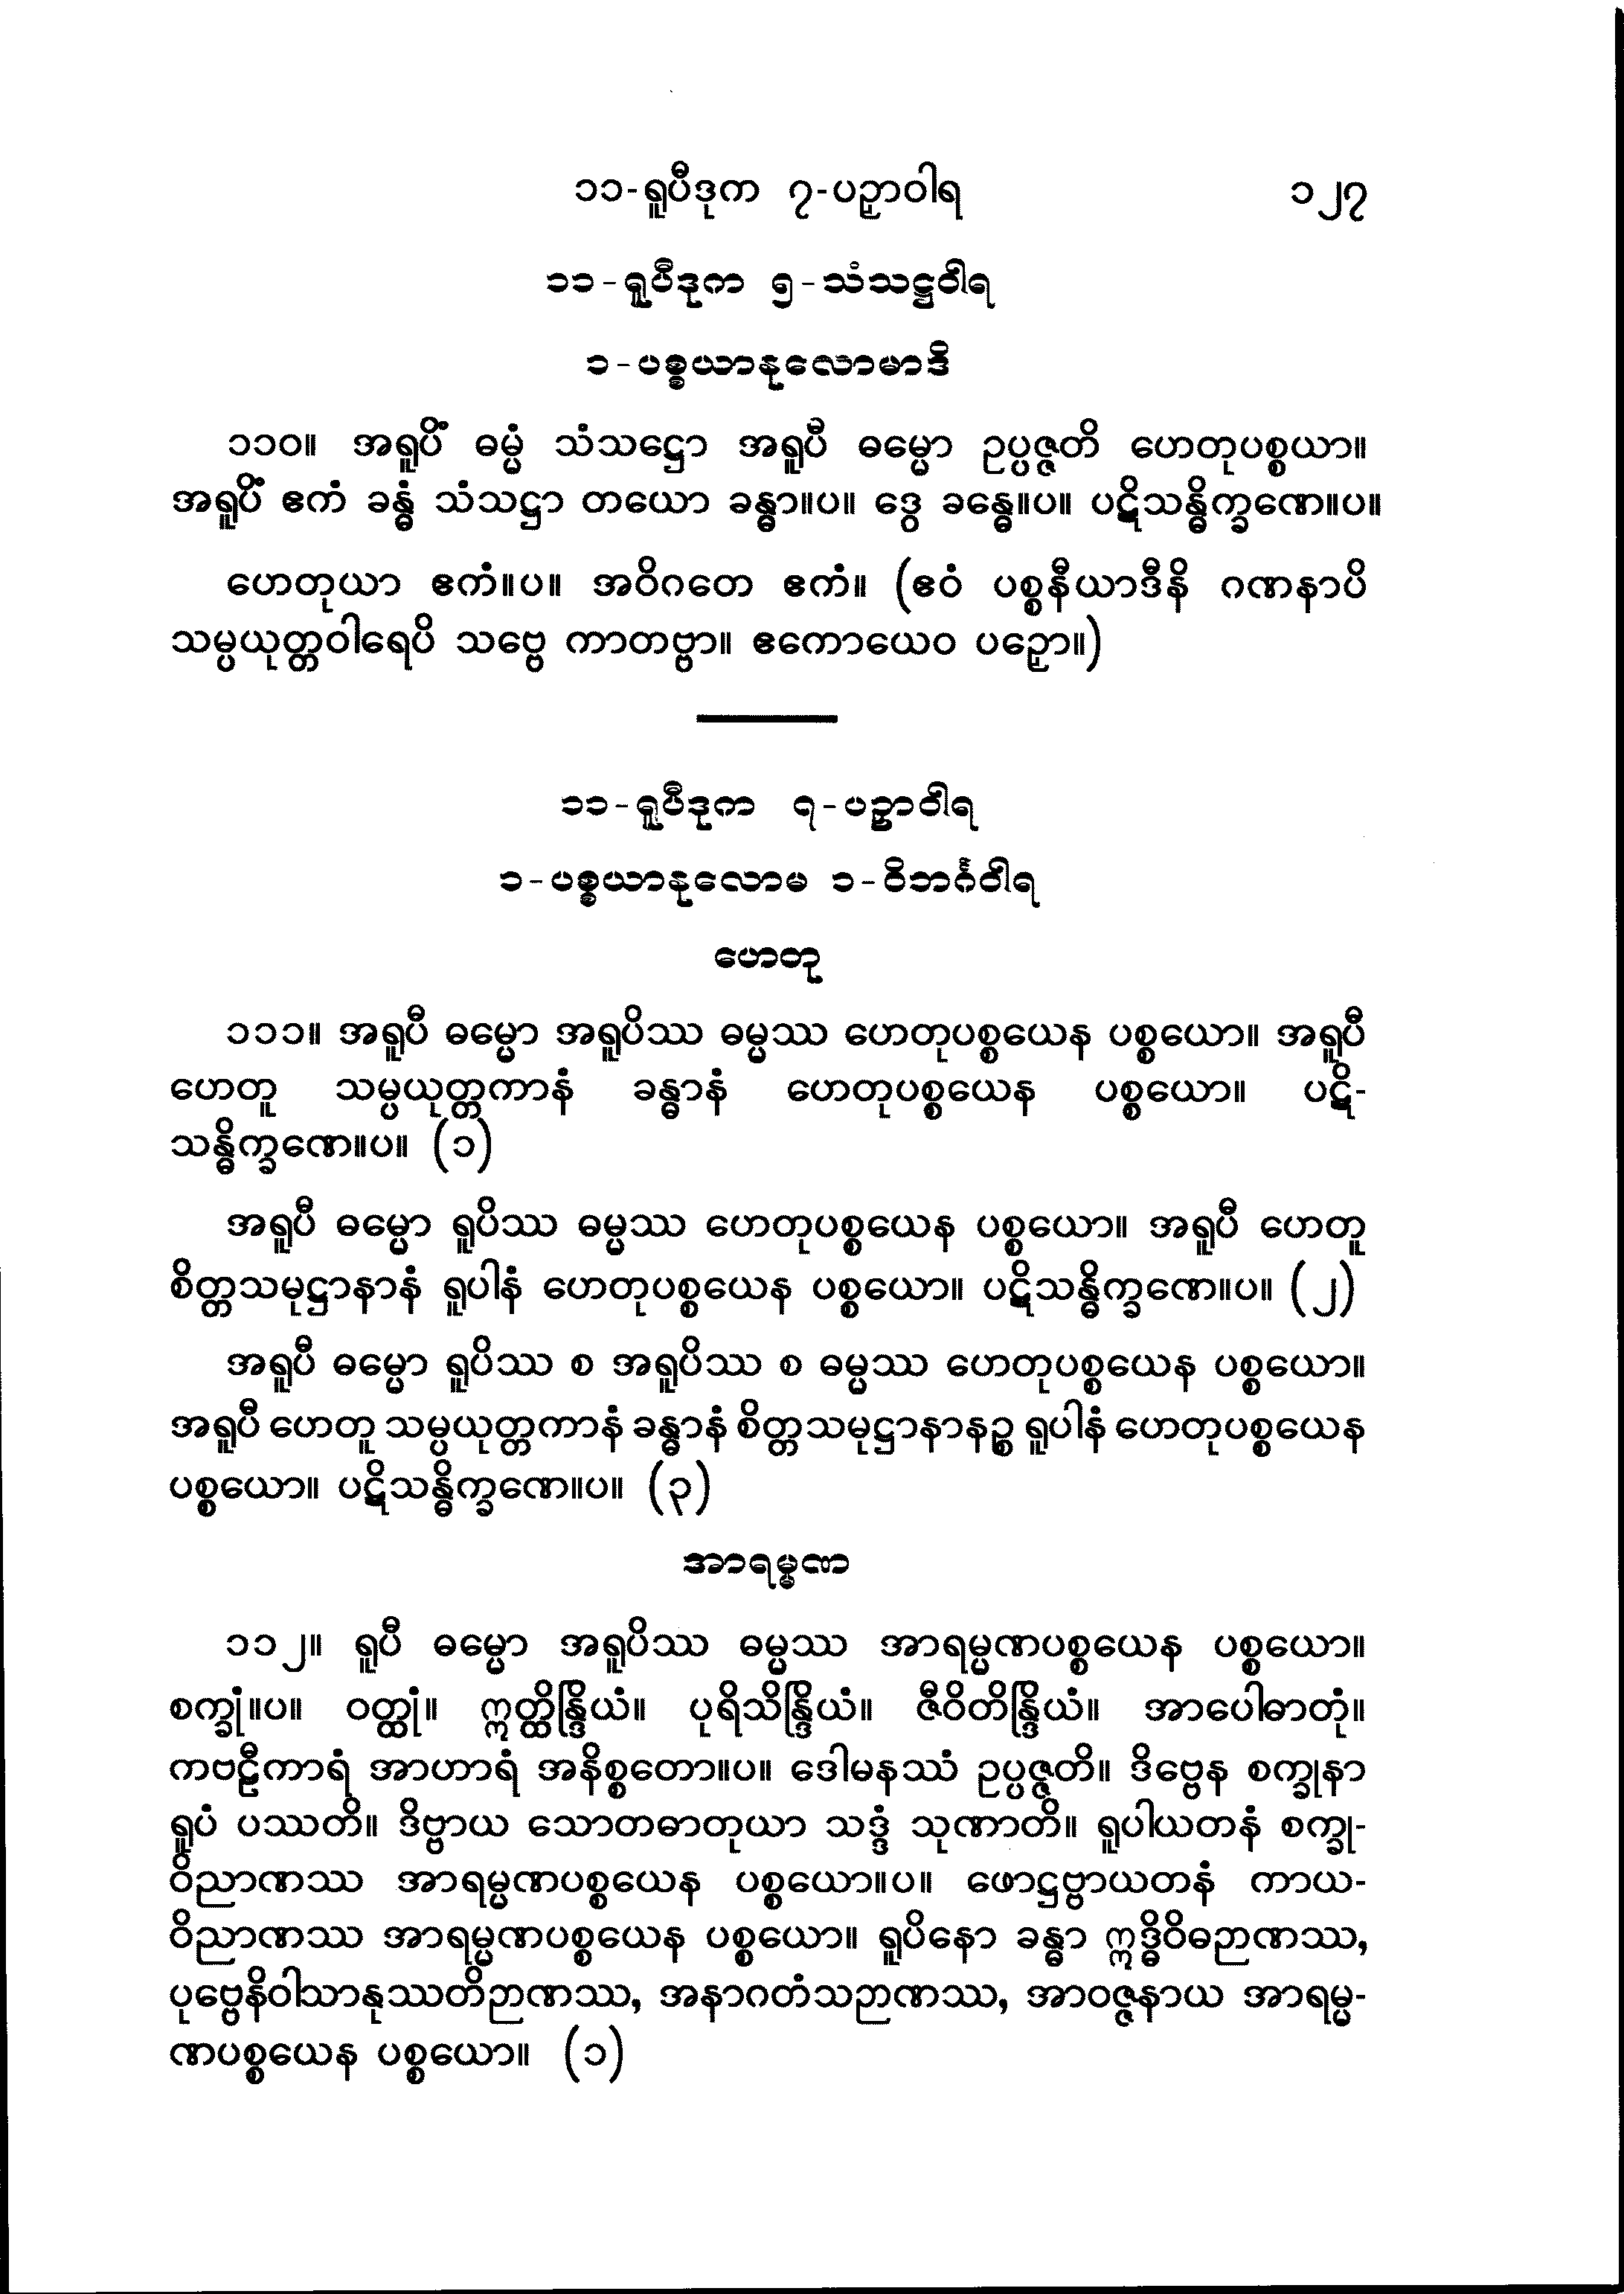 ၁၁-ရူပီဒုက ၇-ပဉှာဝါရ ၁၂၇
၁၁-ရူပီဒုက ၅-သံသဋ္ဌဝါရ
၁-ပစ္စယာနုလောမာဒိ
၁၁၀။ အရူပိံ ဓမ္မံ သံသဋ္ဌော အရူပီ ဓမ္မော ဥပ္ပဇ္ဇတိ ဟေတုပစ္စယာ။
အရူပိံ ဧကံ ခန္ဓံ သံသဋ္ဌာ တယော ခန္ဓာ။ပ။ ဒွေ ခန္ဓေ။ပ။ ပဋိသန္ဓိက္ခဏေ။ပ။
ဟေတုယာ ဧကံ။ပ။ အဝိဂတေ ဧကံ။ (ဧဝံ ပစ္စနီယာဒီနိ ဂဏနာပိ
သမ္ပယုတ္တဝါရေပိ သဗ္ဗေ ကာတဗ္ဗာ။ ဧကောယေဝ ပဉှော။)
၁၁-ရူပီဒုက ၇-ပဉှာဝါရ
၁-ပစ္စယာနုလောမ ၁-ဝိဘင်္ဂဝါရ
ဟေတု
၁၁၁။ အရူပီ ဓမ္မော အရူပိဿ ဓမ္မဿ ဟေတုပစ္စယေန ပစ္စယော။ အရူပီ
ဟေတူ သမ္ပယုတ္တကာနံ ခန္ဓာနံ ဟေတုပစ္စယေန ပစ္စယော။ ပဋိ-
သန္ဓိက္ခဏေ။ပ။ (၁)
အရူပီ ဓမ္မော ရူပိဿ ဓမ္မဿ ဟေတုပစ္စယေန ပစ္စယော။ အရူပီ ဟေတူ
စိတ္တသမုဋ္ဌာနာနံ ရူပါနံ ဟေတုပစ္စယေန ပစ္စယော။ ပဋိသန္ဓိက္ခဏေ။ပ။ (၂)
အရူပီ ဓမ္မော ရူပိဿ စ အရူပိဿ စ ဓမ္မဿ ဟေတုပစ္စယေန ပစ္စယော။
အရူပီ ဟေတူ သမ္ပယုတ္တကာနံ ခန္ဓာနံ စိတ္တသမုဋ္ဌာနာနဉ္စ ရူပါနံ ဟေတုပစ္စယေန
ပစ္စယော။ ပဋိသန္ဓိက္ခဏေ။ပ။ (၃)
အာရမ္မဏ
၁၁၂။ ရူပီ ဓမ္မော အရူပိဿ ဓမ္မဿ အာရမ္မဏပစ္စယေန ပစ္စယော။
စက္ခုံ။ပ။ ဝတ္ထုံ။ ဣတ္ထိန္ဒြိယံ။ ပုရိသိန္ဒြိယံ။ ဇီဝိတိန္ဒြိယံ။ အာပေါဓာတုံ။
ကဗဠီကာရံ အာဟာရံ အနိစ္စတော။ပ။ ဒေါမနဿံ ဥပ္ပဇ္ဇတိ။ ဒိဗ္ဗေန စက္ခုနာ
ရူပံ ပဿတိ။ ဒိဗ္ဗာယ သောတဓာတုယာ သဒ္ဒံ သုဏာတိ။ ရူပါယတနံ စက္ခု-
ဝိညာဏဿ အာရမ္မဏပစ္စယေန ပစ္စယော။ပ။ ဖောဋ္ဌဗ္ဗာယတနံ ကာယ-
ဝိညာဏဿ အာရမ္မဏပစ္စယေန ပစ္စယော။ ရူပိနော ခန္ဓာ ဣဒ္ဓိဝိဓဉာဏဿ,
ပုဗ္ဗေနိဝါသာနုဿတိဉာဏဿ, အနာဂတံသဉာဏဿ, အာဝဇ္ဇနာယ အာရမ္မ-
ဏပစ္စယေန ပစ္စယော။ (၁)